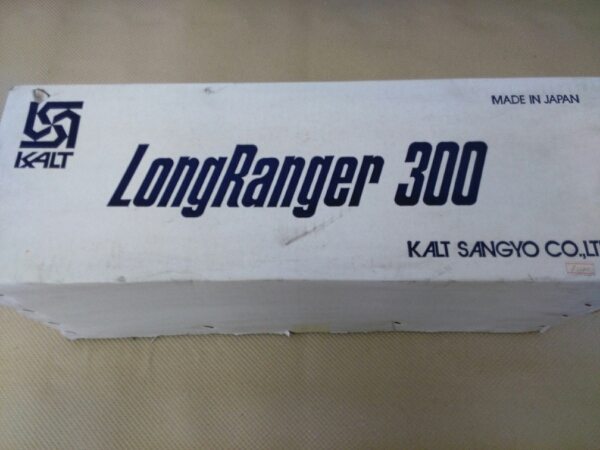 MADE IN JAPAN
KALT
LongRanger 300
KALT SANGYO CO.,LT